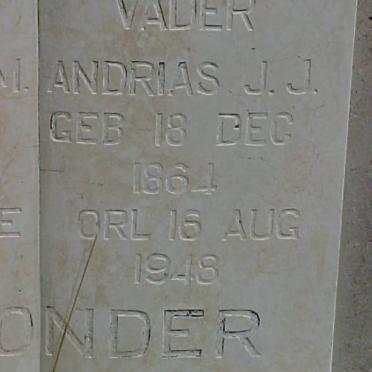 VADER
M. ANDRIAS J. J.
GEB 18 DEC
1864
E ORL 16 AUG
1948
ONDER